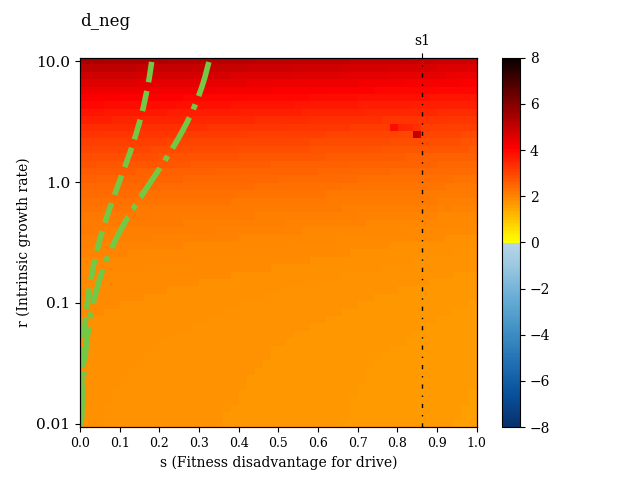 d_neg
s1
10.0
1.0
0.1
0.01
r (Intrinsic growth rate)
0.0 0.1 0.2 0.3 0.4 0.5 0.6 0.7 0.8 0.9 1.0
s (Fitness disadvantage for drive)
8
6
4
2
0
−2
−4
−6
−8